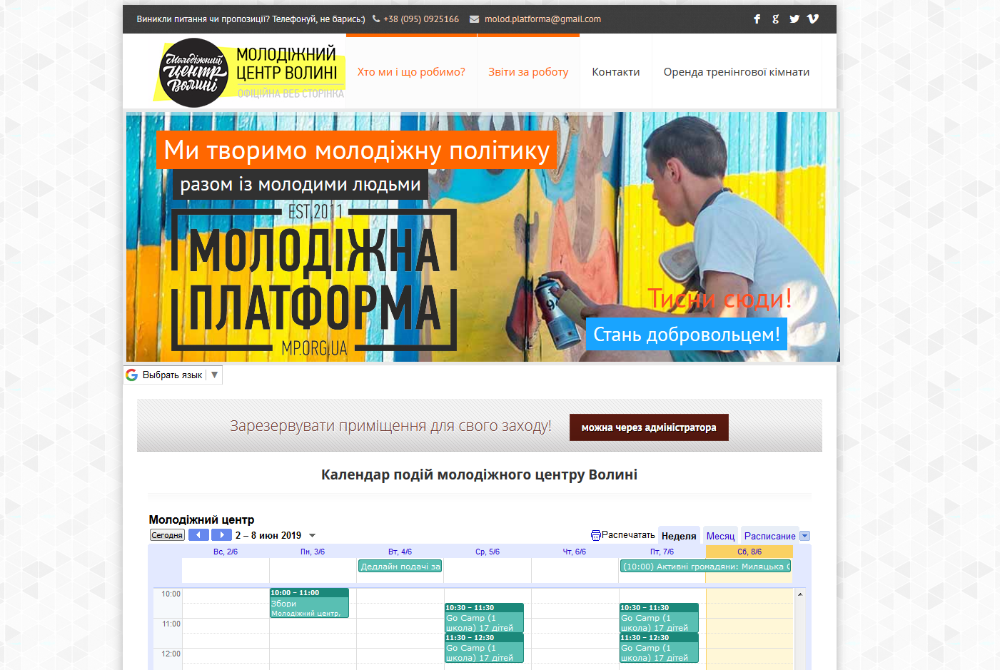 Виникли питання чи пропозиції? Телефонуй, не барись:) +38 (095) 0925166 molod.platforma@gmail.com
Молодіжний
центр
Волині
МОЛОДІЖНИЙ
ЦЕНТР ВОЛИНІ
ОФІЦІЙНА ВЕБ СТОРІНКА
Хто ми і що робимо? Звіти за роботу Контакти Оренда тренінгової кімнати
Ми творимо молодіжну політику
разом із молодими людьми
EST.2011
МОЛОДІЖНА
ПЛАТФОРМА
MP.ORG.UA
94
Тисни сюди!
Стань добровольцем!
Выбрать язык ▼
Зарезервувати приміщення для свого заходу! можна через адміністратора
Календар подій молодіжного центру Волині
Молодіжний центр
Сегодня 2 – 8 июн 2019 Распечатать Неделя Месяц Расписание
Вс, 2/6 Пн, 3/6 Вт, 4/6 Ср, 5/6 Чт, 6/6 Пт, 7/6 Сб, 8/6
Дедлайн подачі за (10:00) Активні громадяни: Миляцька С
10:00
11:00
12:00
10:00 – 11:00
Збори
Молодіжний центр,
10:30 – 11:30
Go Camp (1
школа) 17 дітей
11:30 – 12:30
Go Camp (1
школа) 17 дітей
10:30 – 11:30
Go Camp (1
школа) 17 дітей
11:30 – 12:30
Go Camp (1
школа) 17 дітей